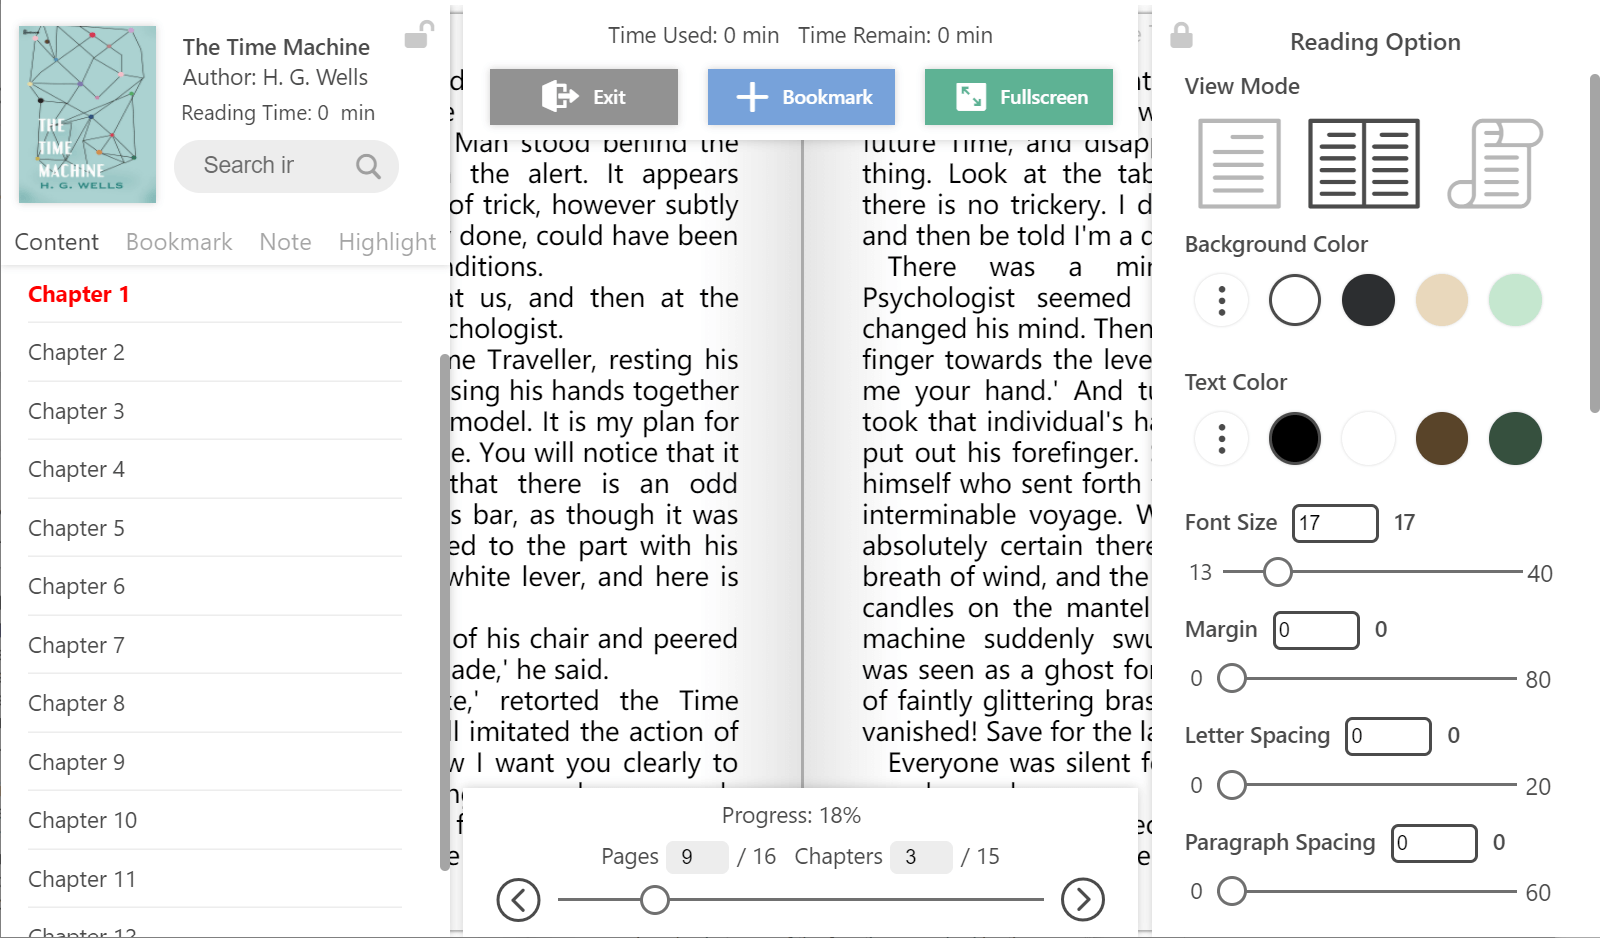 The Time Machine
Author: H. G. Wells
Reading Time: 0 min
THE
TIME
MACHINE
H. G. WELLS
Search ir
Content Bookmark Note Highlight
Chapter 1
Chapter 2
Chapter 3
Chapter 4
Chapter 5
Chapter 6
Chapter 7
Chapter 8
Chapter 9
Chapter 10
Chapter 11
Time Used: 0 min Time Remain: 0 min
Exit
Bookmark
Fullscreen
Man stood behind the
the alert. It appears
of trick, however subtly
done, could have been
nditions.
at us, and then at the
chologist.
me Traveller, resting his
sing his hands together
model. It is my plan for
e. You will notice that it
that there is an odd
s bar, as though it was
ed to the part with his
white lever, and here is
of his chair and peered
ade,' he said.
ke,' retorted the Time
ll imitated the action of
w I want you clearly to
future Time, and disapp
thing. Look at the tab
there is no trickery. I d
and then be told I'm a
There was a mi
Psychologist seemed
changed his mind. Then
finger towards the leve
me your hand.' And tu
took that individual's ha
put out his forefinger.
himself who sent forth
interminable voyage. W
absolutely certain there
breath of wind, and the
candles on the mantel
machine suddenly swu
was seen as a ghost for
of faintly glittering bras
vanished! Save for the la
Everyone was silent f
Progress: 18%
Pages 9 / 16 Chapters 3 / 15
Reading Option
View Mode
Background Color
Text Color
Font Size 17 17
13 40
Margin 0 0
0 80
Letter Spacing 0 0
0 20
Paragraph Spacing 0 0
0 60